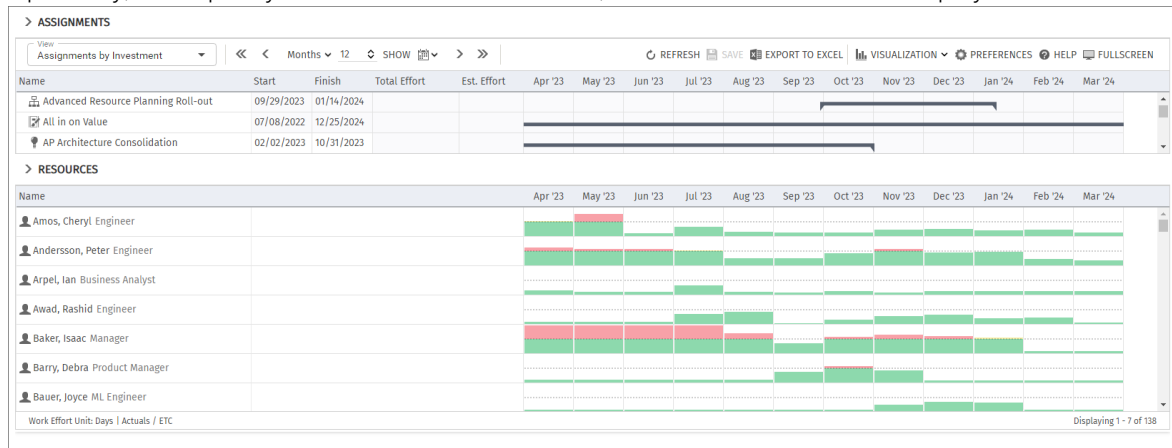 ASSIGNMENTS
View
Assignments by Investment
Months 12 SHOW REFRESH SAVE EXPORT TO EXCEL VISUALIZATION PREFERENCES HELP FULLSCREEN
Name Start Finish Total Effort Est. Effort Apr '23 May '23 Jun '23 Jul '23 Aug '23 Sep '23 Oct '23 Nov '23 Dec '23 Jan '24 Feb '24 Mar '24
Advanced Resource Planning Roll-out 09/29/2023 01/14/2024
All in on Value 07/08/2022 12/25/2024
AP Architecture Consolidation 02/02/2023 10/31/2023
RESOURCES
Name Apr '23 May '23 Jun '23 Jul '23 Aug '23 Sep '23 Oct '23 Nov '23 Dec '23 Jan '24 Feb '24 Mar '24
Amos, Cheryl Engineer
Andersson, Peter Engineer
Arpel, Ian Business Analyst
Awad, Rashid Engineer
Baker, Isaac Manager
Barry, Debra Product Manager
Bauer, Joyce ML Engineer
Work Effort Unit: Days | Actuals / ETC Displaying 1 - 7 of 138